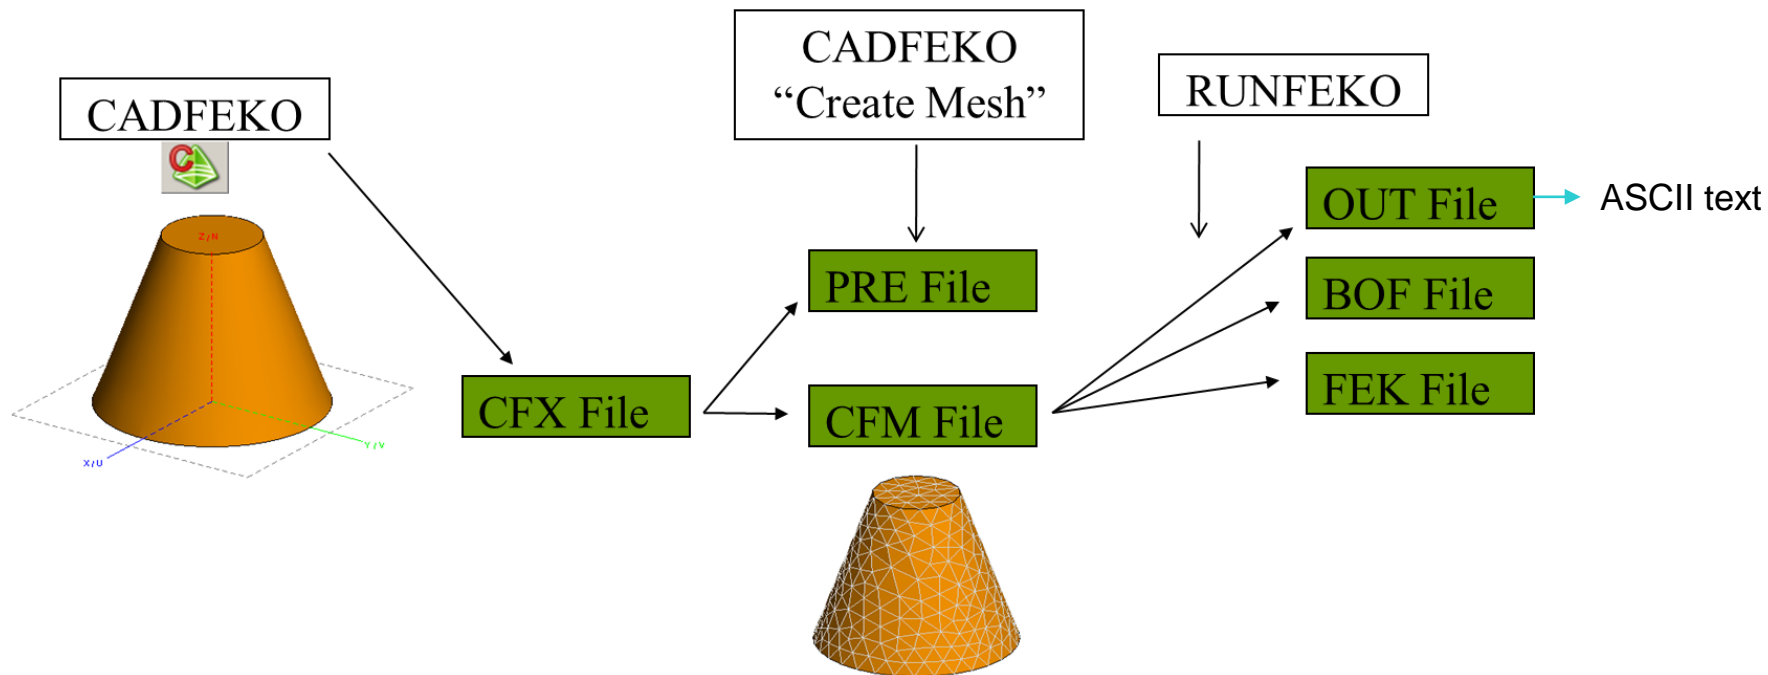 CADFEKO
CADFEKO
“Create Mesh”
RUNFEKO
C
Z/N
X/U
Y/V
CFX File
PRE File
CFM File
OUT File
ASCII text
BOF File
FEK File